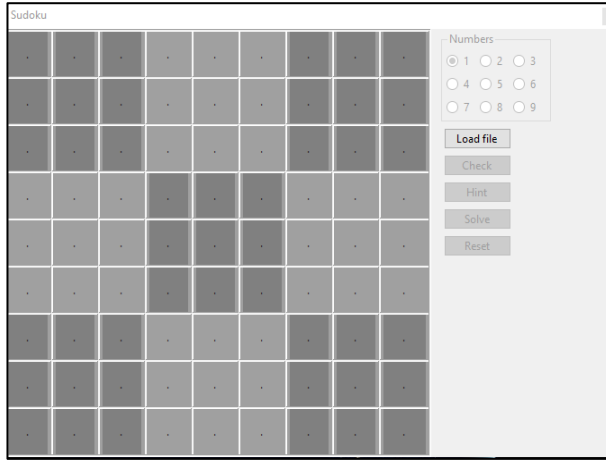 Sudoku
Numbers
1 2 3
4 5 6
7 8 9
Load file
Check
Hint
Solve
Reset
. . . . . . . . .
. . . . . . . . .
. . . . . . . . .
. . . . . . . . .
. . . . . . . . .
. . . . . . . . .
. . . . . . . . .
. . . . . . . . .
. . . . . . . . .